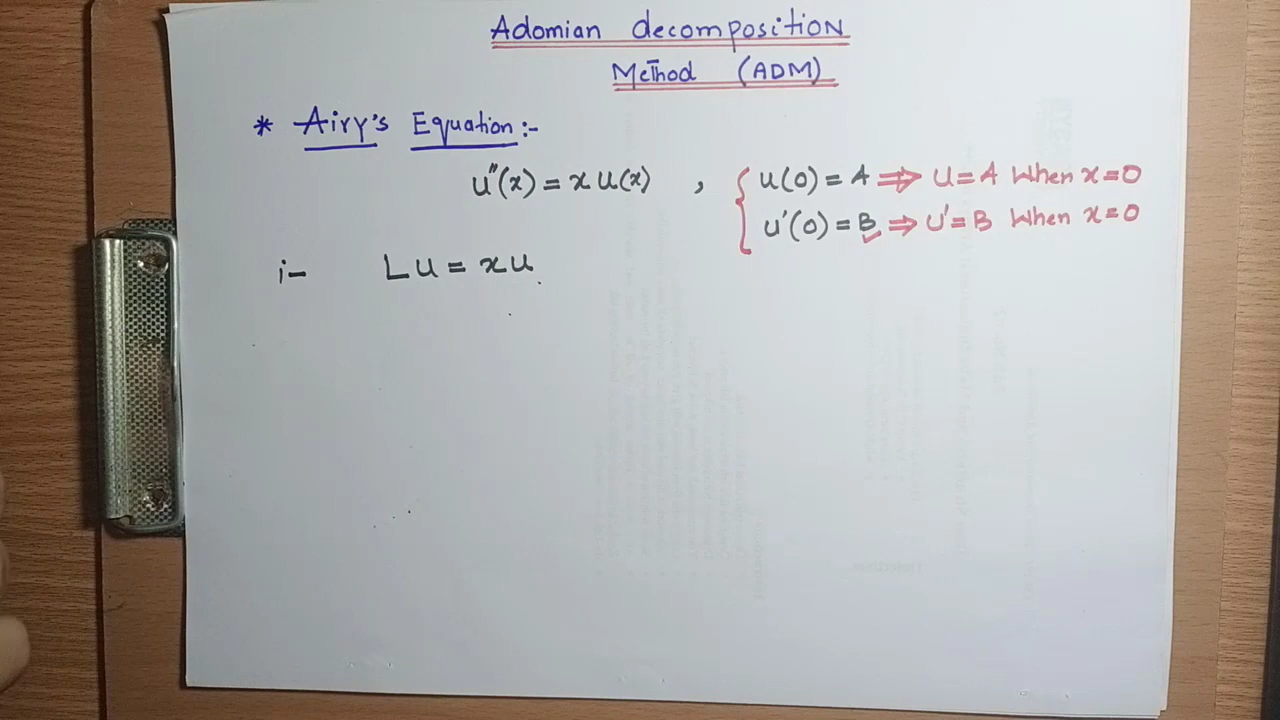 Adomian decomposition
Method (ADM)
* Airy's Equation:-
u''(x) = x u(x) , { u(0) = A ⇒ U = A When x = 0
u'(0) = B ⇒ U' = B When x = 0
i- Lu = xu